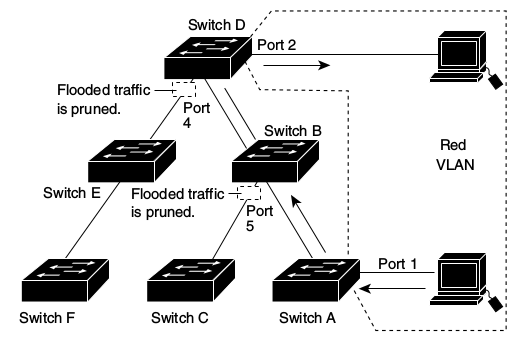 Switch D
Port 2
Flooded traffic
is pruned.
Port
4
Switch B
Red
VLAN
Switch E
Flooded traffic
is pruned.
Port
5
Port 1
Switch F
Switch C
Switch A